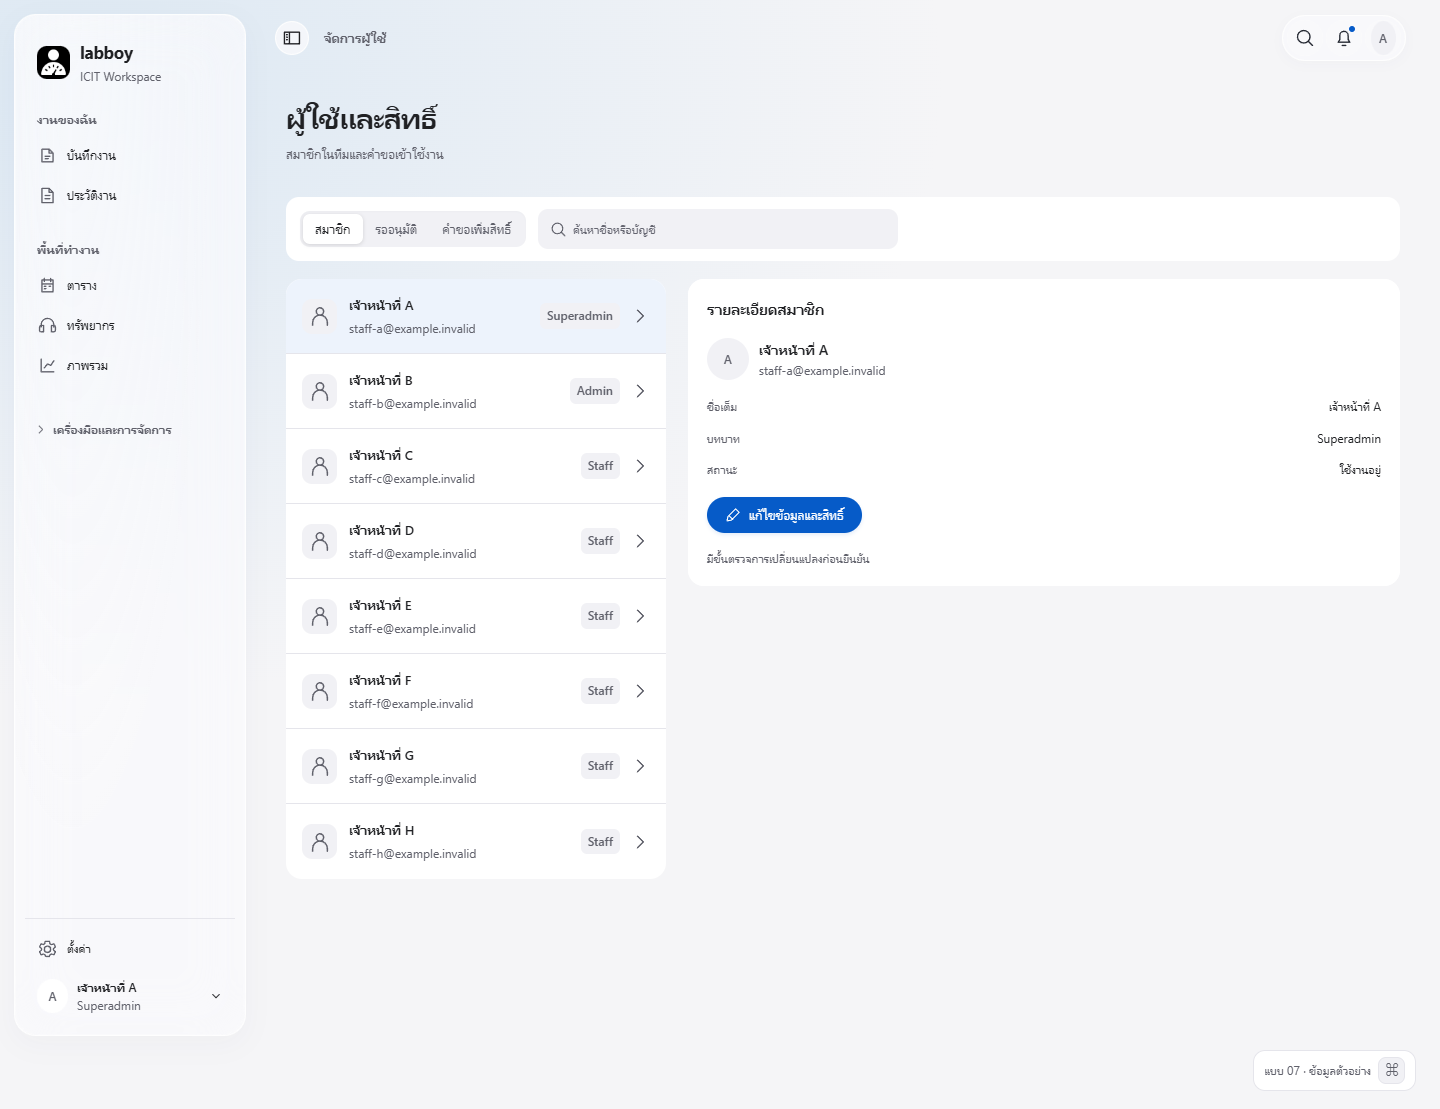 labboy
ICIT Workspace
งานของฉัน
บันทึกงาน
ประวัติงาน
พื้นที่ทำงาน
ตาราง
ทรัพยากร
ภาพรวม
เครื่องมือและการจัดการ
ตั้งค่า
A
เจ้าหน้าที่ A
Superadmin
จัดการผู้ใช้
A
ผู้ใช้และสิทธิ์
สมาชิกในทีมและคำขอเข้าใช้งาน
สมาชิก
รออนุมัติ
คำขอเพิ่มสิทธิ์
ค้นหาชื่อหรือบัญชี
เจ้าหน้าที่ A
staff-a@example.invalid
Superadmin
เจ้าหน้าที่ B
staff-b@example.invalid
Admin
เจ้าหน้าที่ C
staff-c@example.invalid
Staff
เจ้าหน้าที่ D
staff-d@example.invalid
Staff
เจ้าหน้าที่ E
staff-e@example.invalid
Staff
เจ้าหน้าที่ F
staff-f@example.invalid
Staff
เจ้าหน้าที่ G
staff-g@example.invalid
Staff
เจ้าหน้าที่ H
staff-h@example.invalid
Staff
รายละเอียดสมาชิก
A
เจ้าหน้าที่ A
staff-a@example.invalid
ชื่อเต็ม เจ้าหน้าที่ A
บทบาท Superadmin
สถานะ ใช้งานอยู่
แก้ไขข้อมูลและสิทธิ์
มีขั้นตรวจการเปลี่ยนแปลงก่อนยืนยัน
แบบ 07 · ข้อมูลตัวอย่าง ⌘